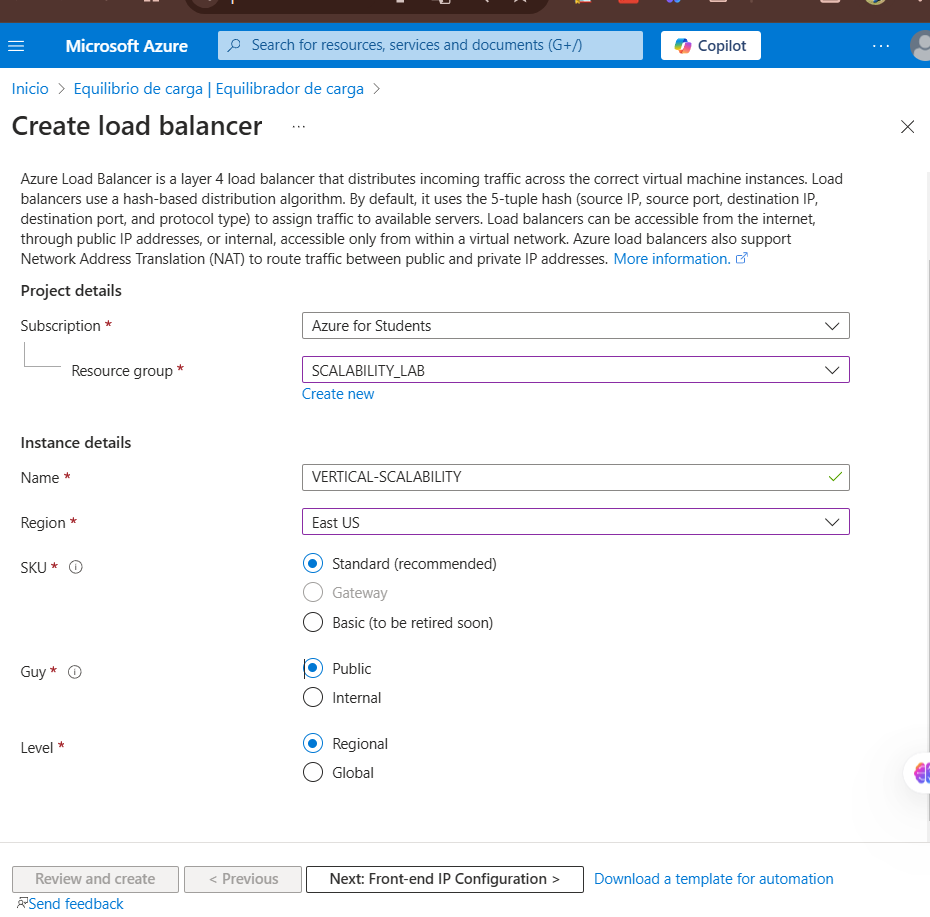 Microsoft Azure
Search for resources, services and documents (G+/)
Copilot
...
Inicio > Equilibrio de carga | Equilibrador de carga >
Create load balancer ...
Azure Load Balancer is a layer 4 load balancer that distributes incoming traffic across the correct virtual machine instances. Load
balancers use a hash-based distribution algorithm. By default, it uses the 5-tuple hash (source IP, source port, destination IP,
destination port, and protocol type) to assign traffic to available servers. Load balancers can be accessible from the internet,
through public IP addresses, or internal, accessible only from within a virtual network. Azure load balancers also support
Network Address Translation (NAT) to route traffic between public and private IP addresses. More information.
Project details
Subscription *
Azure for Students
Resource group *
SCALABILITY_LAB
Create new
Instance details
Name *
VERTICAL-SCALABILITY
Region *
East US
SKU *
Standard (recommended)
Gateway
Basic (to be retired soon)
Guy *
Public
Internal
Level *
Regional
Global
Review and create
< Previous
Next: Front-end IP Configuration >
Download a template for automation
Send feedback